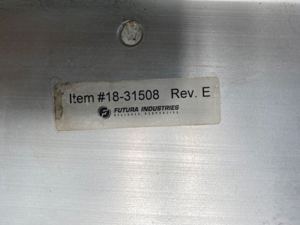 Item #18-31508 Rev. E
FUTURA INDUSTRIES